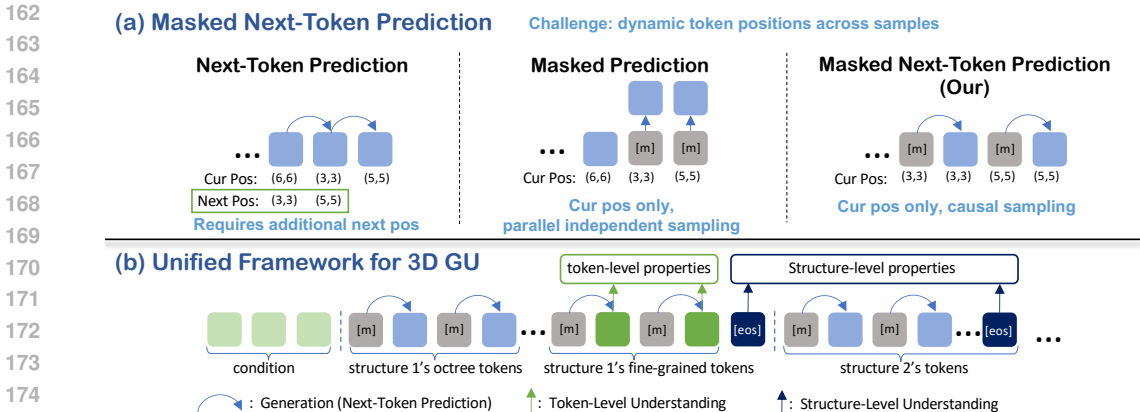 162
163
164
165
166
167
168
169
170
171
172
173
174
(a) Masked Next-Token Prediction
Challenge: dynamic token positions across samples
Next-Token Prediction
...
Cur Pos: (6,6) (3,3) (5,5)
Next Pos: (3,3) (5,5)
Requires additional next pos
Masked Prediction
... [m] [m]
Cur Pos: (6,6) (3,3) (5,5)
Cur pos only,
parallel independent sampling
Masked Next-Token Prediction
(Our)
... [m] [m]
Cur Pos: (3,3) (3,3) (5,5) (5,5)
Cur pos only, causal sampling
(b) Unified Framework for 3D GU
token-level properties
Structure-level properties
[m] [m] ... [m] [m] [eos] [m] [m] ... [eos] ...
condition
structure 1's octree tokens
structure 1's fine-grained tokens
structure 2's tokens
: Generation (Next-Token Prediction)
: Token-Level Understanding
: Structure-Level Understanding